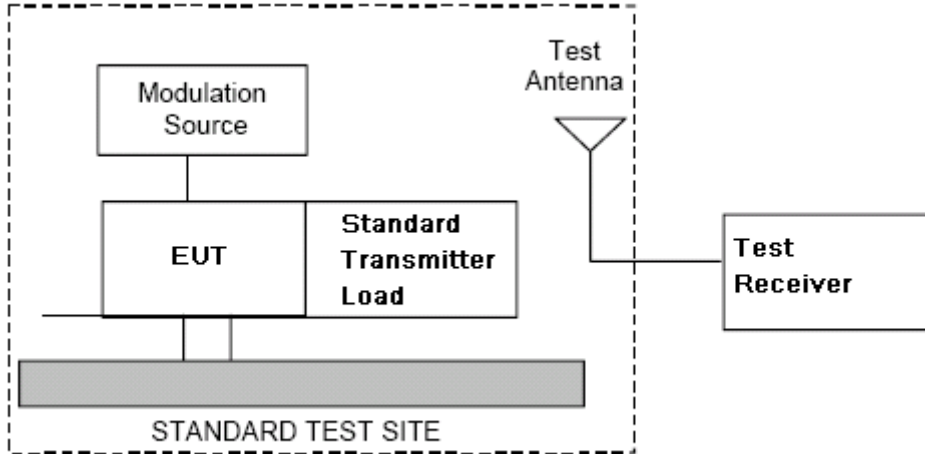 Test
Antenna
Modulation
Source
EUT
Standard
Transmitter
Load
Test
Receiver
STANDARD TEST SITE